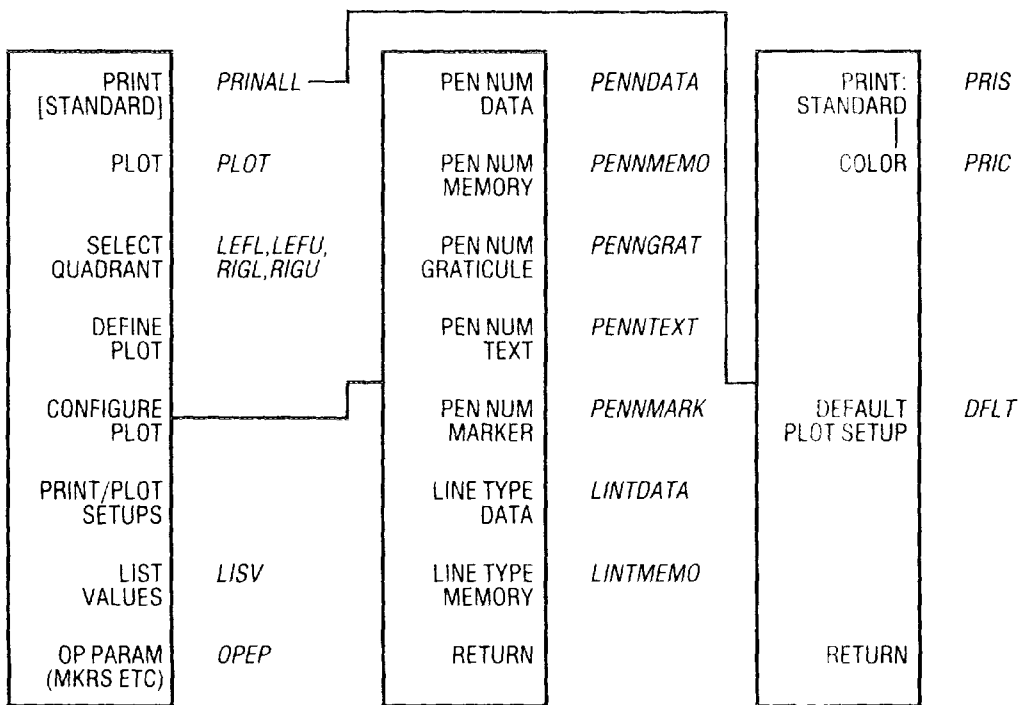 PRINT
[STANDARD]
PRINALL
PLOT
PLOT
SELECT
QUADRANT
LEFL,LEFU,
RIGL,RIGU
DEFINE
PLOT
CONFIGURE
PLOT
PRINT/PLOT
SETUPS
LIST
VALUES
LISV
OP PARAM
(MKRS ETC)
OPEP
PEN NUM
DATA
PENNDATA
PEN NUM
MEMORY
PENNMEMO
PEN NUM
GRATICULE
PENNGRAT
PEN NUM
TEXT
PENNTEXT
PEN NUM
MARKER
PENNMARK
LINE TYPE
DATA
LINTDATA
LINE TYPE
MEMORY
LINTMEMO
RETURN
PRINT:
STANDARD
PRIS
COLOR
PRIC
DEFAULT
PLOT SETUP
DFLT
RETURN